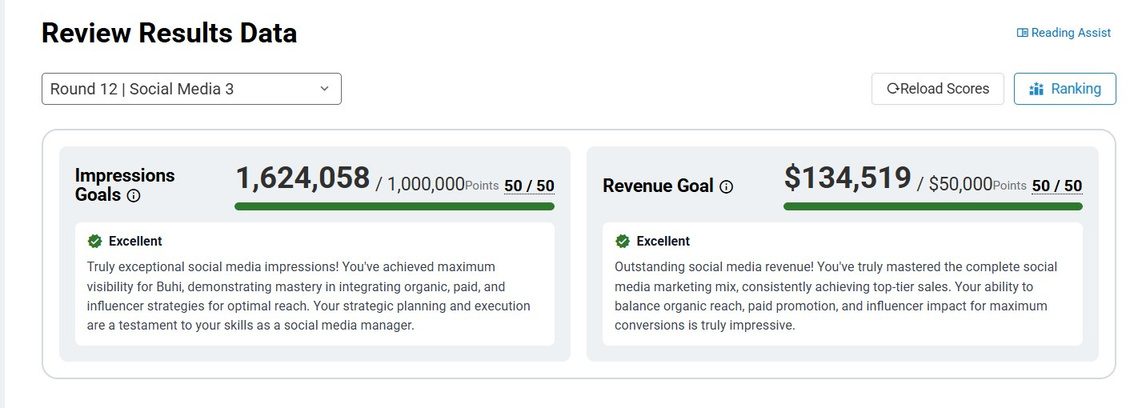 Review Results Data
Reading Assist
Round 12 | Social Media 3
Reload Scores
Ranking
Impressions
Goals
1,624,058 / 1,000,000 Points 50 / 50
Excellent
Truly exceptional social media impressions! You've achieved maximum
visibility for Buhi, demonstrating mastery in integrating organic, paid, and
influencer strategies for optimal reach. Your strategic planning and execution
are a testament to your skills as a social media manager.
Revenue Goal
$134,519 / $50,000 Points 50 / 50
Excellent
Outstanding social media revenue! You've truly mastered the complete social
media marketing mix, consistently achieving top-tier sales. Your ability to
balance organic reach, paid promotion, and influencer impact for maximum
conversions is truly impressive.